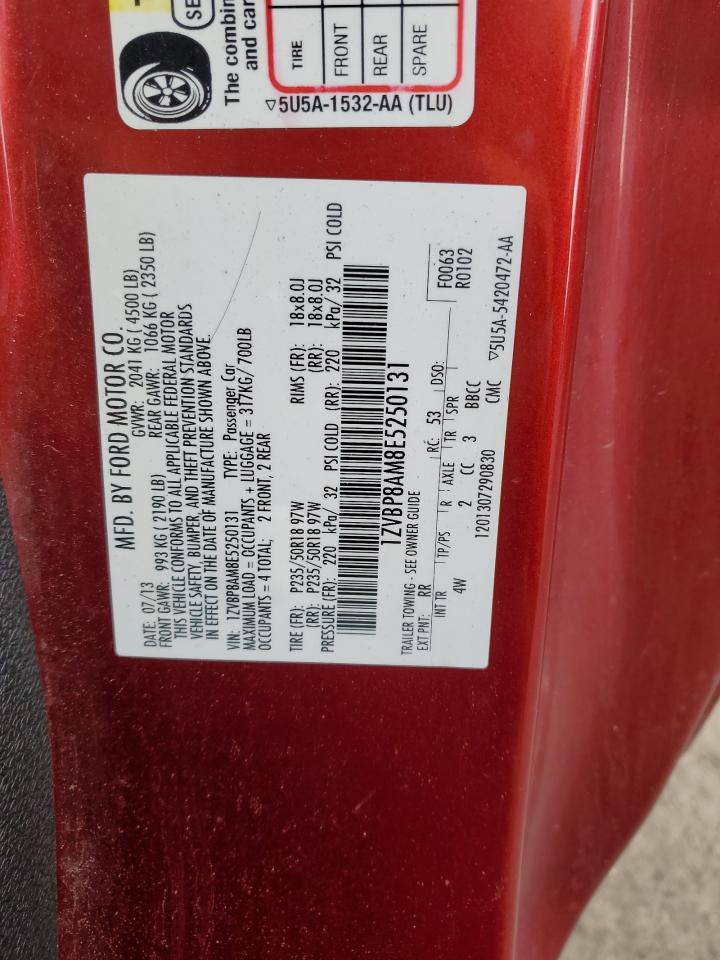 SE
The combin
and car
TIRE
FRONT
REAR
SPARE
▽5U5A-1532-AA (TLU)
MFD. BY FORD MOTOR CO.
DATE: 07/13 GVWR: 2041 KG ( 4500 LB)
FRONT GAWR: 993 KG ( 2190 LB) REAR GAWR: 1066 KG ( 2350 LB)
THIS VEHICLE CONFORMS TO ALL APPLICABLE FEDERAL MOTOR
VEHICLE SAFETY, BUMPER, AND THEFT PREVENTION STANDARDS
IN EFFECT ON THE DATE OF MANUFACTURE SHOWN ABOVE.
VIN: 1ZVBP8AM8E5250131 TYPE: Passenger Car
MAXIMUM LOAD = OCCUPANTS + LUGGAGE = 317KG/700LB
OCCUPANTS = 4 TOTAL; 2 FRONT, 2 REAR
TIRE (FR): P235/50R18 97W RIMS (FR): 18x8.0J
(RR): P235/50R18 97W (RR): 18x8.0J
PRESSURE (FR): 220 kPa/ 32 PSI COLD (RR): 220 kPa/ 32 PSI COLD
1ZVBP8AM8E5250131
TRAILER TOWING - SEE OWNER GUIDE
EXT PNT: RR RC: 53 DSO: F0063
R0102
INT TR TP/PS R AXLE TR SPR
4W 2 CC 3 BBCC
1201307290830 CMC
▽5U5A-5420472-AA